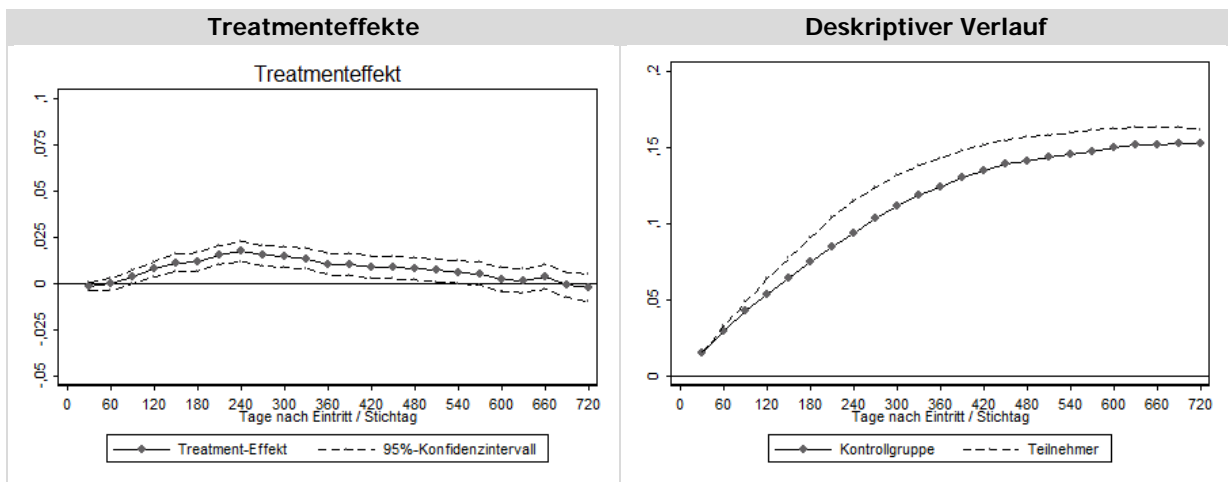 Treatmenteffekte
Deskriptiver Verlauf
Treatmenteffekt
,1
,075
,05
,025
0
-,025
-,05
0 60 120 180 240 300 360 420 480 540 600 660 720
Tage nach Eintritt / Stichtag
Treatment-Effekt
95%-Konfidenzintervall
,2
,15
,1
,05
0
0 60 120 180 240 300 360 420 480 540 600 660 720
Tage nach Eintritt / Stichtag
Kontrollgruppe
Teilnehmer